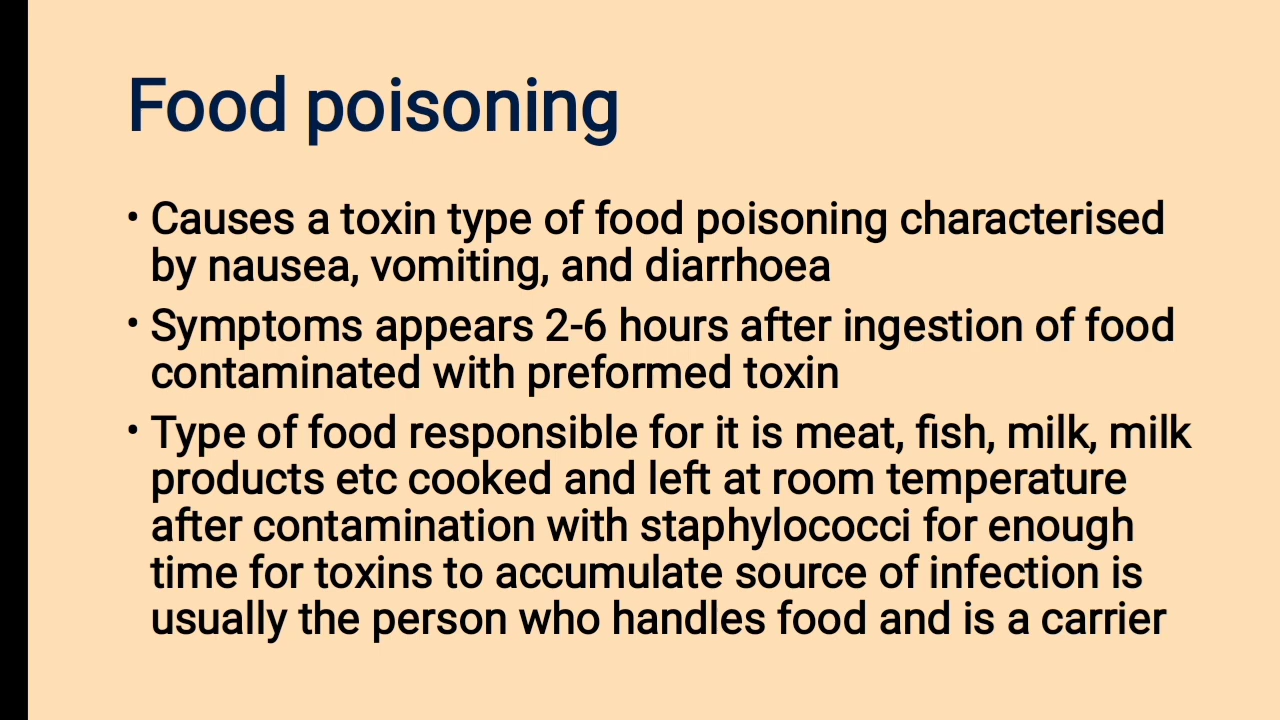 Food poisoning
• Causes a toxin type of food poisoning characterised
by nausea, vomiting, and diarrhoea
• Symptoms appears 2-6 hours after ingestion of food
contaminated with preformed toxin
• Type of food responsible for it is meat, fish, milk, milk
products etc cooked and left at room temperature
after contamination with staphylococci for enough
time for toxins to accumulate source of infection is
usually the person who handles food and is a carrier